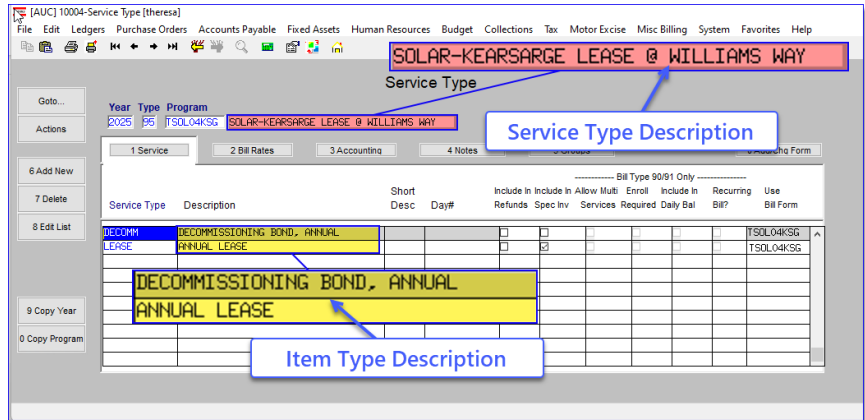 [AUC] 10004-Service Type [theresa]
File Edit Ledgers Purchase Orders Accounts Payable Fixed Assets Human Resources Budget Collections Tax Motor Excise Misc Billing System Favorites Help
SOLAR-KEARSARGE LEASE @ WILLIAMS WAY
Service Type
Goto...
Year Type Program
2025 95 TSOL04KSG SOLAR-KEARSARGE LEASE @ WILLIAMS WAY
Actions
Service Type Description
1 Service 2 Bill Rates 3 Accounting 4 Notes
6 Add New
------------ Bill Type 90/91 Only ---------------
Short Include In Include In Allow Multi Enroll Include In Recurring Use
7 Delete
Service Type Description Desc Day# Refunds Spec Inv Services Required Daily Bal Bill? Bill Form
8 Edit List
DECOMM DECOMMISSIONING BOND, ANNUAL TSOL04KSG
LEASE ANNUAL LEASE TSOL04KSG
DECOMMISSIONING BOND, ANNUAL
ANNUAL LEASE
9 Copy Year
0 Copy Program
Item Type Description